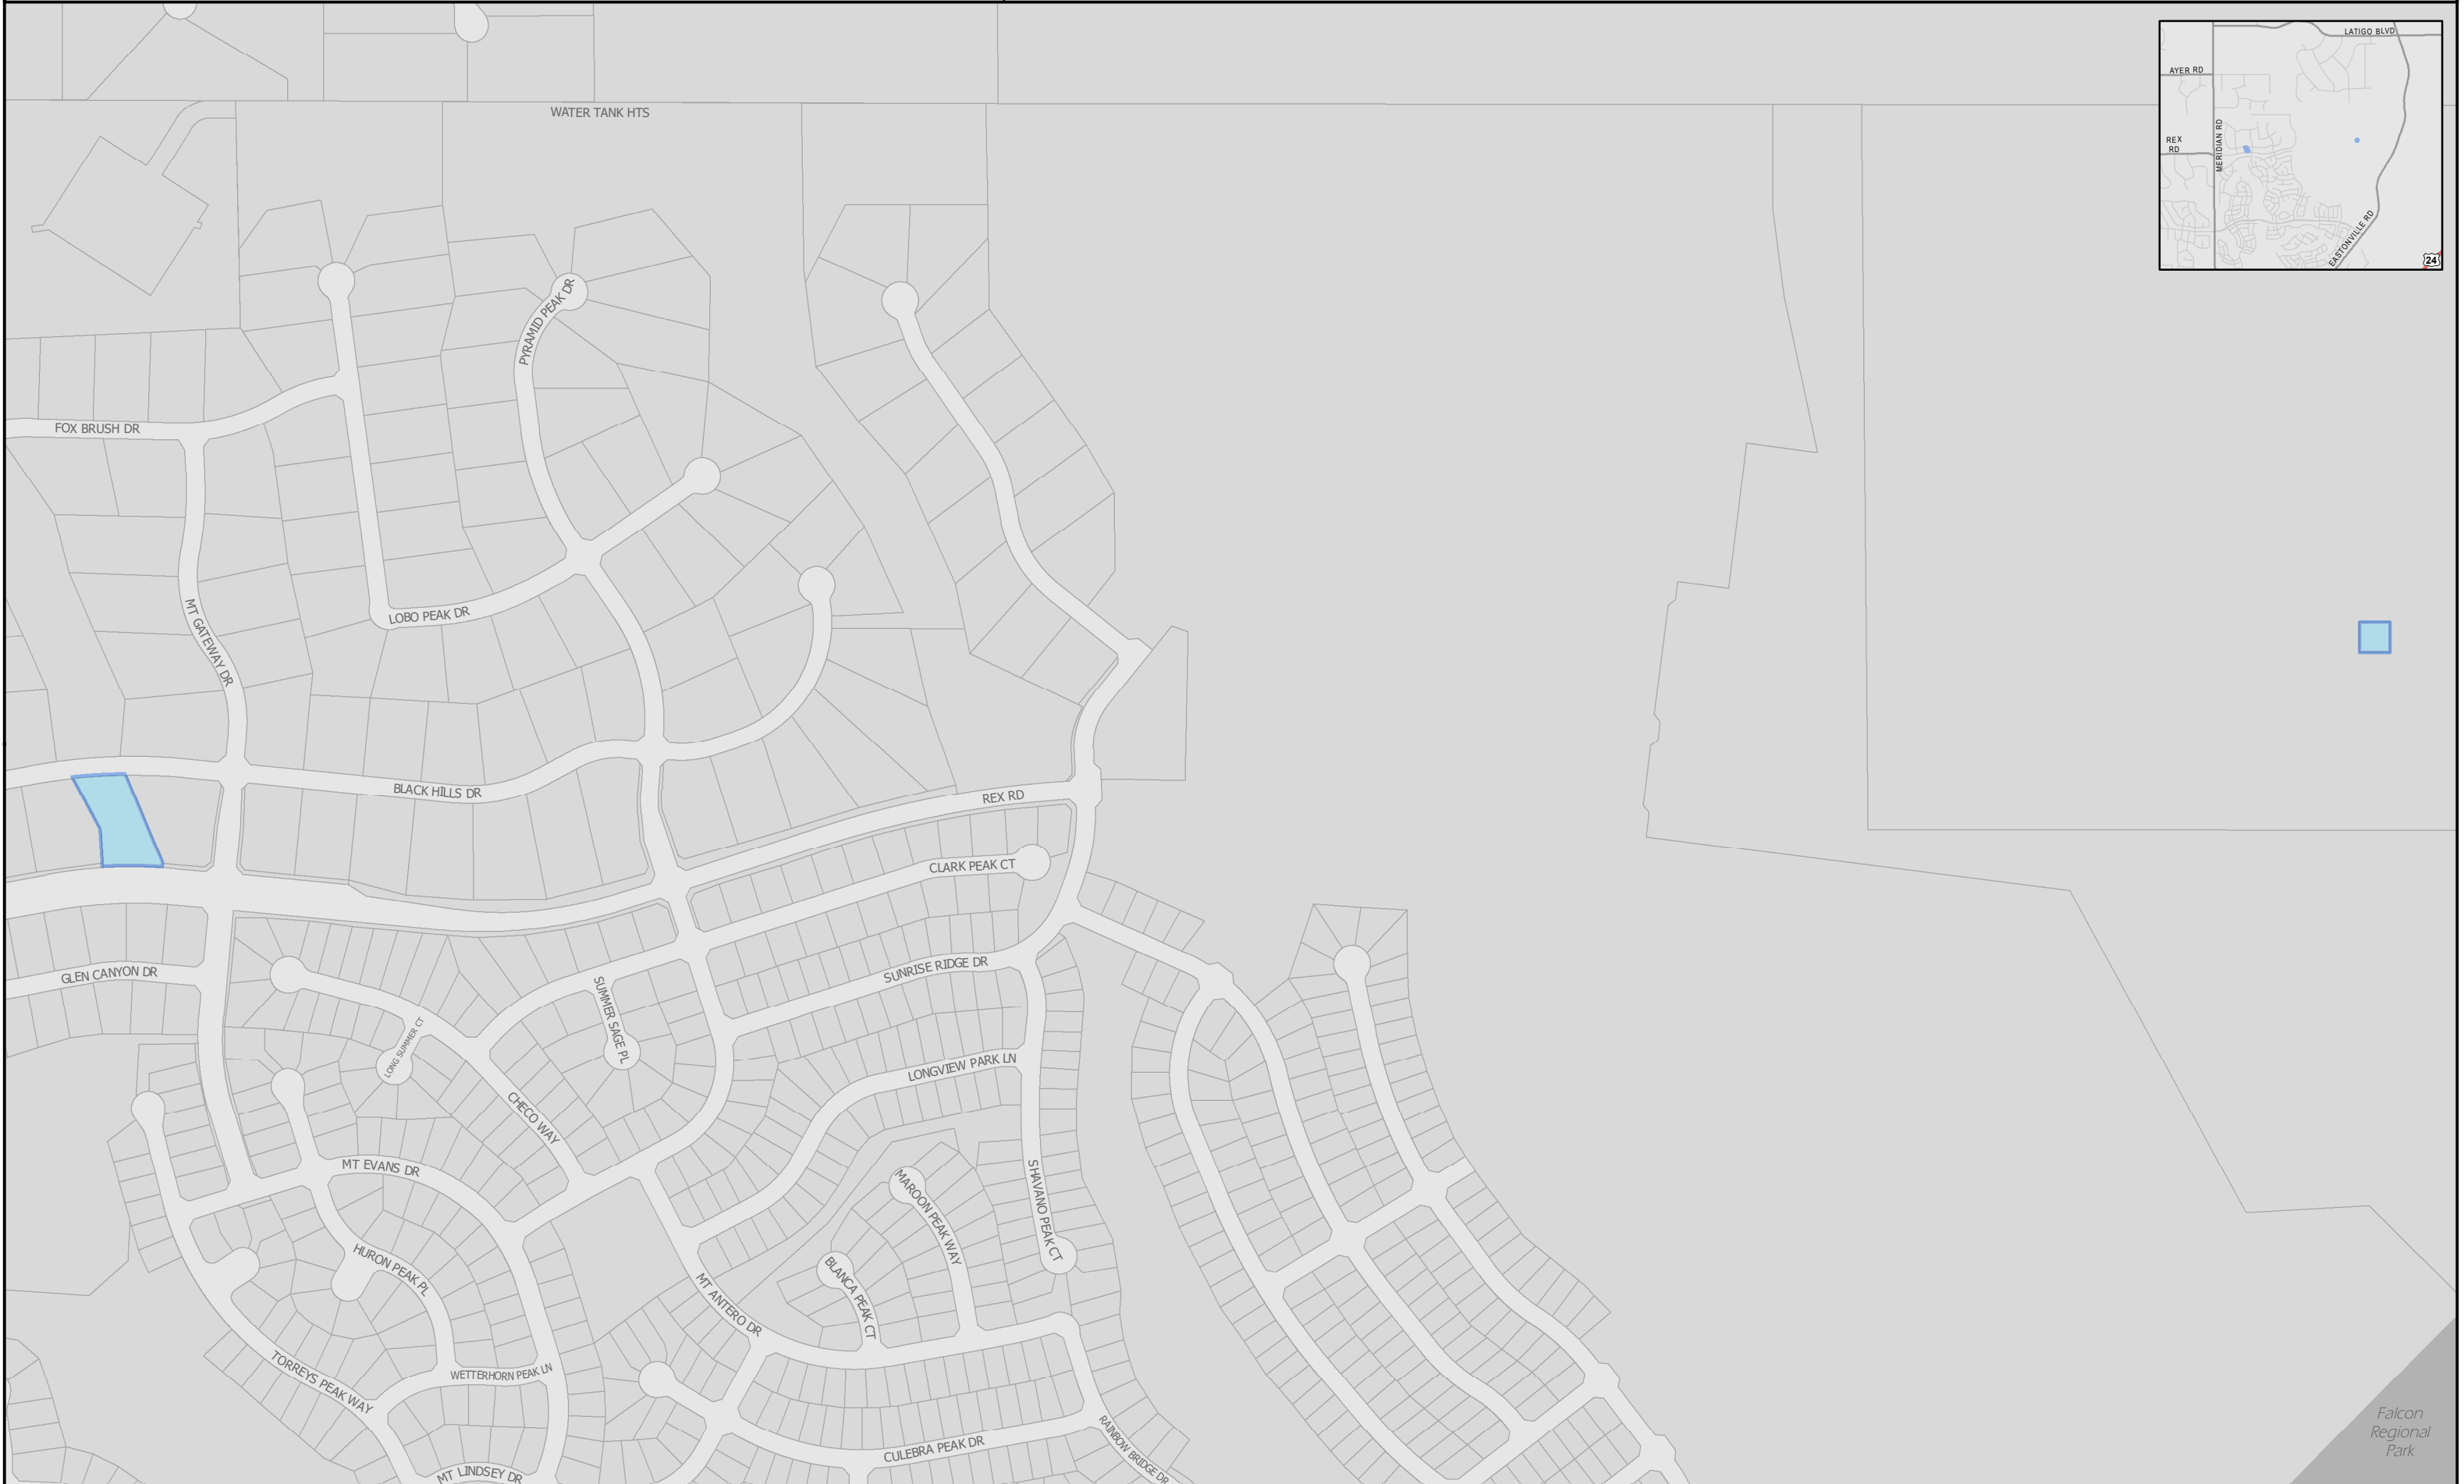 LATIGO BLVD
AYER RD
MERIDIAN RD
REX
RD
EASTONVILLE RD
24
WATER TANK HTS
PYRAMID PEAK DR
FOX BRUSH DR
LOBO PEAK DR
MT GATEWAY DR
BLACK HILLS DR
REX RD
CLARK PEAK CT
GLEN CANYON DR
SUNRISE RIDGE DR
SUMMER SAGE PL
LONG SUMMER CT
LONGVIEW PARK LN
CHECO WAY
MT EVANS DR
SHAVANO PEAK CT
MAROON PEAK WAY
HURON PEAK PL
BLANCA PEAK CT
MT ANTERO DR
TORREYS PEAK WAY
WETTERHORN PEAK LN
CULEBRA PEAK DR
RAINBOW BRIDGE DR
MT LINDSEY DR
Falcon
Regional
Park